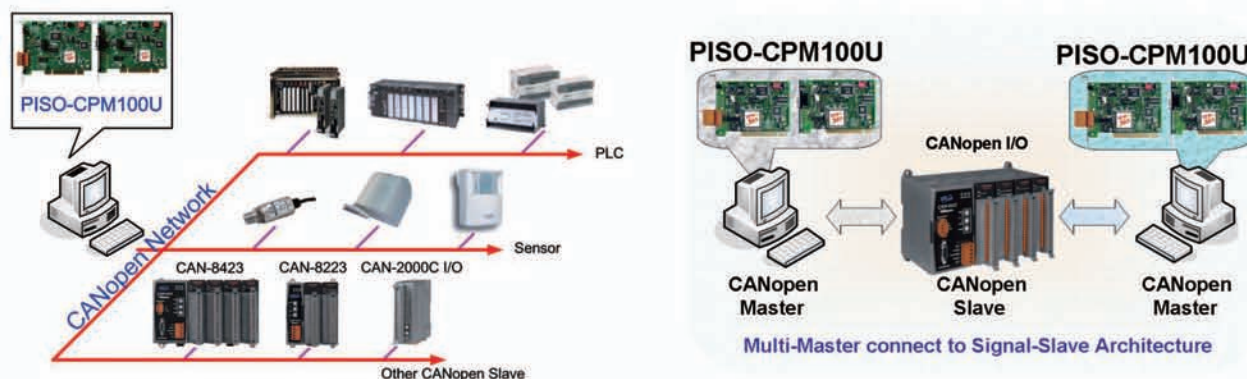 PISO-CPM100U
PLC
CANopen Network
Sensor
CAN-8423
CAN-8223
CAN-2000C I/O
Other CANopen Slave
PISO-CPM100U
PISO-CPM100U
CANopen I/O
CANopen
Master
CANopen
Slave
CANopen
Master
Multi-Master connect to Signal-Slave Architecture